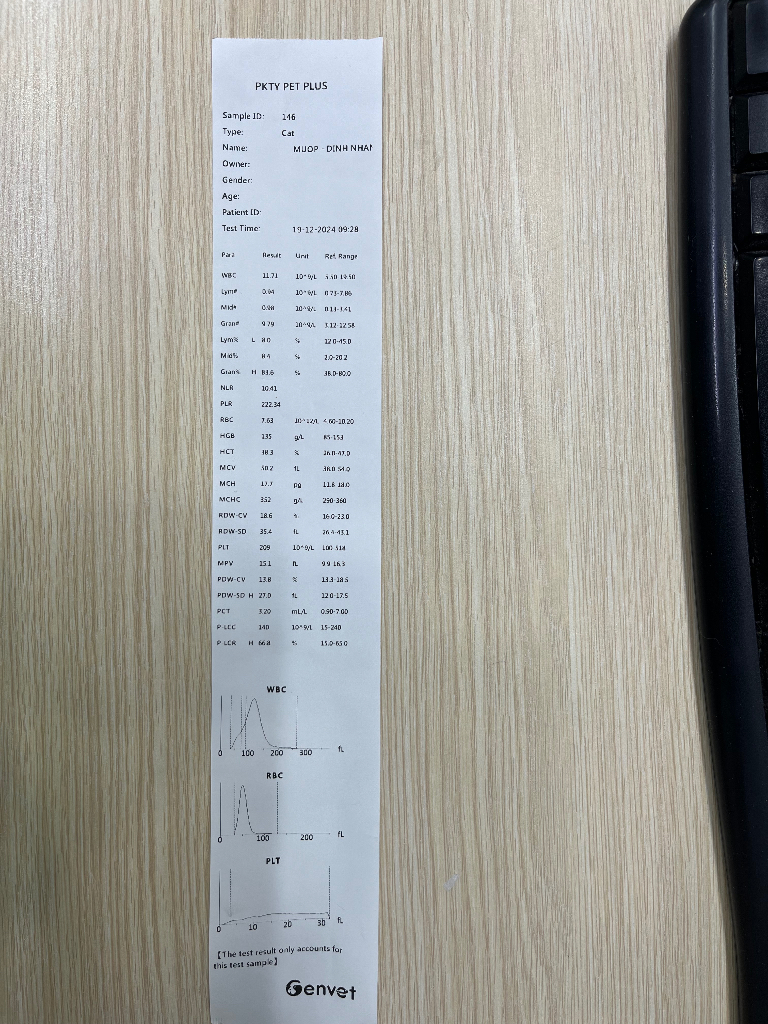 PKTY PET PLUS
Sample ID: 146
Type: Cat
Name: MUOP - DINH NHAN
Owner:
Gender:
Age:
Patient ID:
Test Time: 19-12-2024 09:28
Para Result Unit Ref. Range
WBC 11.71 10^9/L 5.50-19.50
Lym# 0.94 10^9/L 0.73-7.86
Mid# 0.98 10^9/L 0.13-3.41
Gran# 9.79 10^9/L 3.12-12.58
Lym% L 8.0 % 12.0-45.0
Mid% 8.4 % 2.0-20.2
Gran% H 83.6 % 38.0-80.0
NLR 10.41
PLR 222.34
RBC 7.63 10^12/L 4.60-10.20
HGB 135 g/L 85-153
HCT 38.3 % 26.0-47.0
MCV 50.2 fL 38.0-54.0
MCH 17.7 pg 11.8-18.0
MCHC 352 g/L 290-360
RDW-CV 18.6 % 16.0-23.0
RDW-SD 35.4 fL 26.4-43.1
PLT 209 10^9/L 100-518
MPV 15.1 fL 9.9-16.3
PDW-CV 13.8 % 13.3-18.5
PDW-SD H 27.0 fL 12.0-17.5
PCT 3.20 mL/L 0.90-7.00
P-LCC 140 10^9/L 15-240
P-LCR H 66.8 % 15.0-65.0
WBC
0 100 200 300 fL
RBC
0 100 200 fL
PLT
0 10 20 30 fL
【The test result only accounts for
this test sample】
Genvet